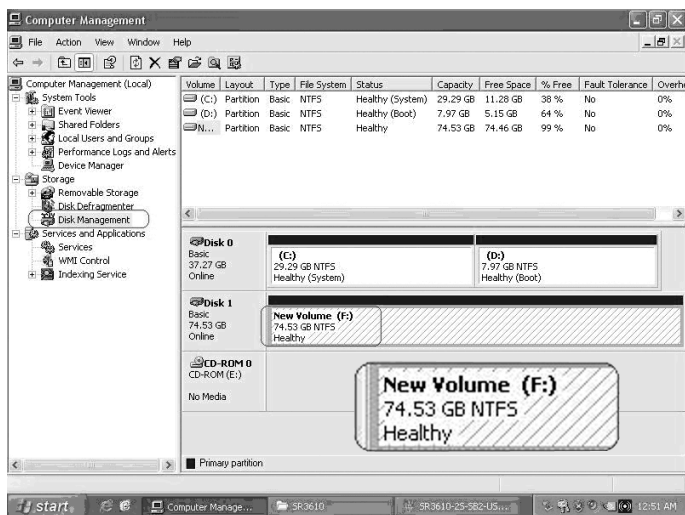 Computer Management
File Action View Window Help
Computer Management (Local)
System Tools
Event Viewer
Shared Folders
Local Users and Groups
Performance Logs and Alerts
Device Manager
Storage
Removable Storage
Disk Defragmenter
Disk Management
Services and Applications
Services
WMI Control
Indexing Service
Volume Layout Type File System Status Capacity Free Space % Free Fault Tolerance Overhe
(C:) Partition Basic NTFS Healthy (System) 29.29 GB 11.28 GB 38 % No 0%
(D:) Partition Basic NTFS Healthy (Boot) 7.97 GB 5.15 GB 64 % No 0%
N... Partition Basic NTFS Healthy 74.53 GB 74.46 GB 99 % No 0%
Disk 0
Basic
37.27 GB
Online
(C:)
29.29 GB NTFS
Healthy (System)
(D:)
7.97 GB NTFS
Healthy (Boot)
Disk 1
Basic
74.53 GB
Online
New Volume (F:)
74.53 GB NTFS
Healthy
CD-ROM 0
CD-ROM (E:)
No Media
New Volume (F:)
74.53 GB NTFS
Healthy
Primary partition
start
Computer Manage...
SR3610
SR3610-2S-SB2-US...
12:51 AM